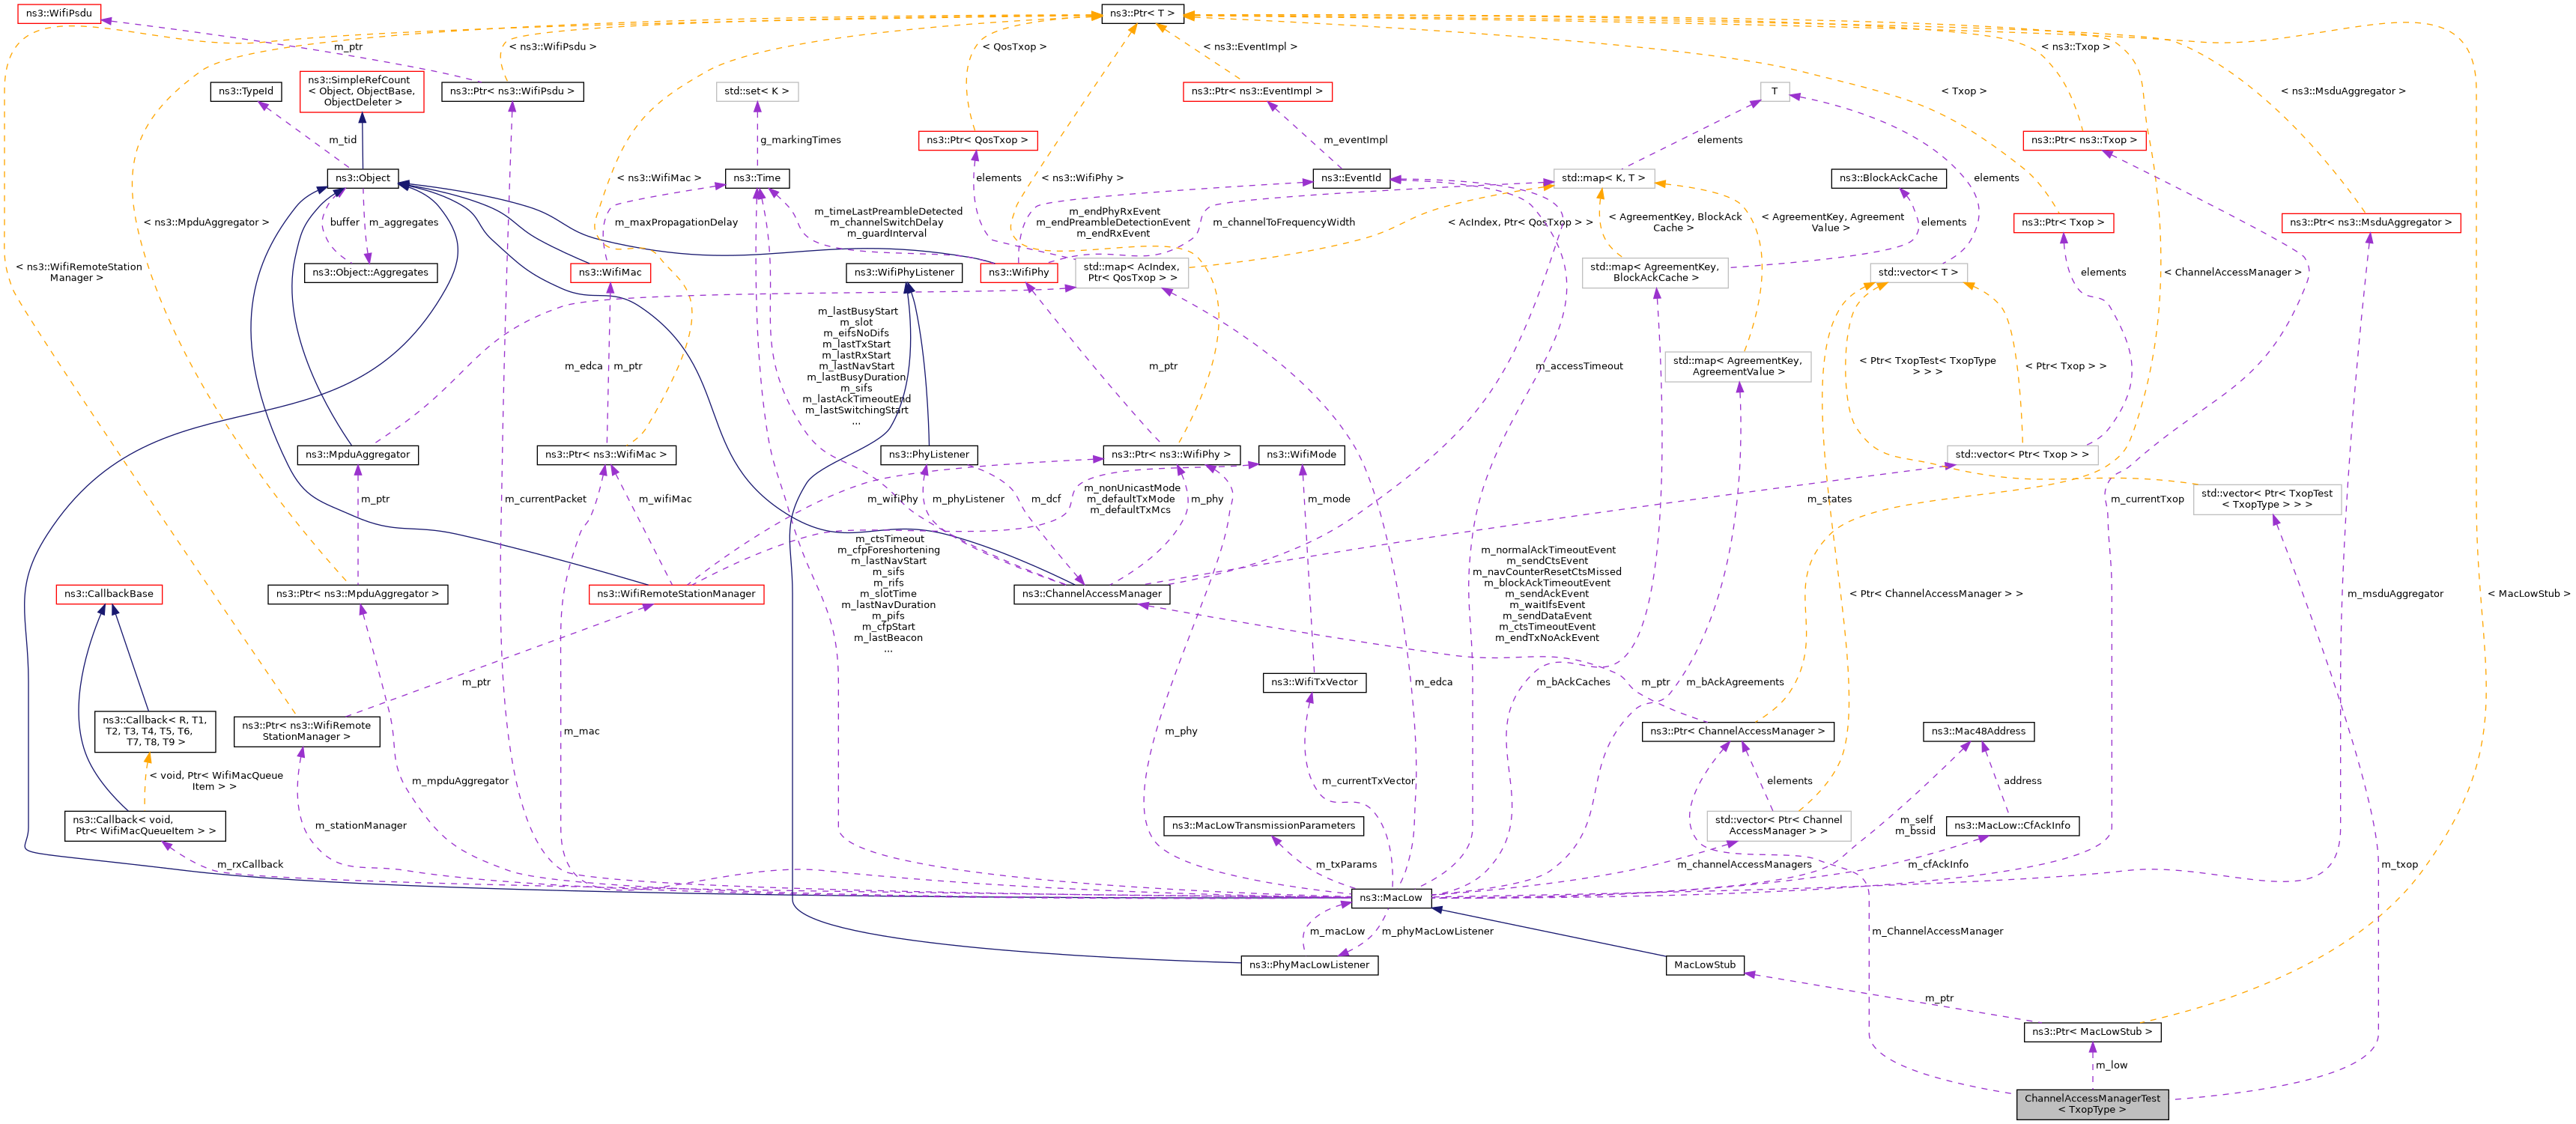 ns3::WifiPsdu
ns3::Ptr< T >
m_ptr
< ns3::WifiPsdu >
< QosTxop >
< ns3::EventImpl >
< ns3::Txop >
ns3::TypeId
ns3::SimpleRefCount
< Object, ObjectBase,
ObjectDeleter >
ns3::Ptr< ns3::WifiPsdu >
std::set< K >
ns3::Ptr< ns3::EventImpl >
T
< Txop >
< ns3::MsduAggregator >
m_tid
g_markingTimes
ns3::Ptr< QosTxop >
m_eventImpl
elements
ns3::Ptr< ns3::Txop >
ns3::Object
< ns3::WifiMac >
ns3::Time
elements
< ns3::WifiPhy >
ns3::EventId
std::map< K, T >
ns3::BlockAckCache
elements
< ns3::MpduAggregator >
buffer
m_aggregates
m_maxPropagationDelay
m_timeLastPreambleDetected
m_channelSwitchDelay
m_guardInterval
m_endPhyRxEvent
m_endPreambleDetectionEvent
m_endRxEvent
m_channelToFrequencyWidth
< AcIndex, Ptr< QosTxop > >
< AgreementKey, BlockAck
Cache >
< AgreementKey, Agreement
Value >
elements
ns3::Ptr< Txop >
ns3::Ptr< ns3::MsduAggregator >
< ns3::WifiRemoteStation
Manager >
ns3::Object::Aggregates
ns3::WifiMac
ns3::WifiPhyListener
ns3::WifiPhy
std::map< AcIndex,
Ptr< QosTxop > >
std::map< AgreementKey,
BlockAckCache >
std::vector< T >
elements
< ChannelAccessManager >
m_lastBusyStart
m_slot
m_eifsNoDifs
m_lastTxStart
m_lastRxStart
m_lastNavStart
m_lastBusyDuration
m_sifs
m_lastAckTimeoutEnd
m_lastSwitchingStart
...
m_edca
m_ptr
m_ptr
m_accessTimeout
std::map< AgreementKey,
AgreementValue >
< Ptr< TxopTest< TxopType
> > >
< Ptr< Txop > >
ns3::MpduAggregator
ns3::Ptr< ns3::WifiMac >
ns3::PhyListener
ns3::Ptr< ns3::WifiPhy >
ns3::WifiMode
std::vector< Ptr< Txop > >
m_ptr
m_currentPacket
m_wifiMac
m_wifiPhy
m_phyListener
m_dcf
m_nonUnicastMode
m_defaultTxMode
m_defaultTxMcs
m_phy
m_mode
m_states
m_currentTxop
std::vector< Ptr< TxopTest
< TxopType > > >
m_ctsTimeout
m_cfpForeshortening
m_lastNavStart
m_sifs
m_rifs
m_slotTime
m_lastNavDuration
m_pifs
m_cfpStart
m_lastBeacon
...
m_normalAckTimeoutEvent
m_sendCtsEvent
m_navCounterResetCtsMissed
m_blockAckTimeoutEvent
m_sendAckEvent
m_waitIfsEvent
m_sendDataEvent
m_ctsTimeoutEvent
m_endTxNoAckEvent
ns3::CallbackBase
ns3::Ptr< ns3::MpduAggregator >
ns3::WifiRemoteStationManager
ns3::ChannelAccessManager
< Ptr< ChannelAccessManager > >
m_msduAggregator
< MacLowStub >
m_ptr
ns3::WifiTxVector
m_edca
m_bAckCaches
m_ptr
m_bAckAgreements
ns3::Callback< R, T1,
T2, T3, T4, T5, T6,
T7, T8, T9 >
ns3::Ptr< ns3::WifiRemote
StationManager >
m_mac
m_phy
ns3::Ptr< ChannelAccessManager >
ns3::Mac48Address
< void, Ptr< WifiMacQueue
Item > >
m_mpduAggregator
m_currentTxVector
elements
address
ns3::Callback< void,
Ptr< WifiMacQueueItem > >
m_stationManager
ns3::MacLowTransmissionParameters
std::vector< Ptr< Channel
AccessManager > >
m_self
m_bssid
ns3::MacLow::CfAckInfo
m_rxCallback
m_txParams
m_channelAccessManagers
m_cfAckInfo
m_txop
ns3::MacLow
m_macLow
m_phyMacLowListener
m_ChannelAccessManager
ns3::PhyMacLowListener
MacLowStub
m_ptr
ns3::Ptr< MacLowStub >
m_low
ChannelAccessManagerTest
< TxopType >